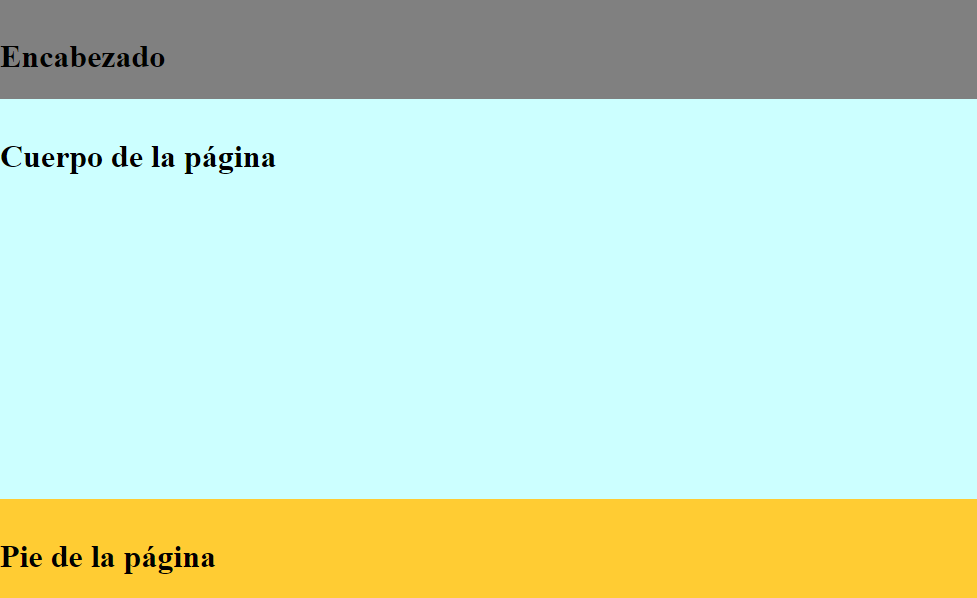 Encabezado
Cuerpo de la página
Pie de la página